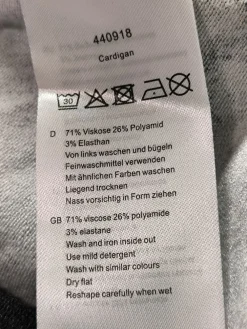 440918
Cardigan
30
D 71% Viskose 26% Polyamid
3% Elasthan
Von links waschen und bügeln
Feinwaschmittel verwenden
Mit ähnlichen Farben waschen
Liegend trocknen
Nass vorsichtig in Form ziehen
GB 71% viscose 26% polyamide
3% elastane
Wash and iron inside out
Use mild detergent
Wash with similar colours
Dry flat
Reshape carefully when wet